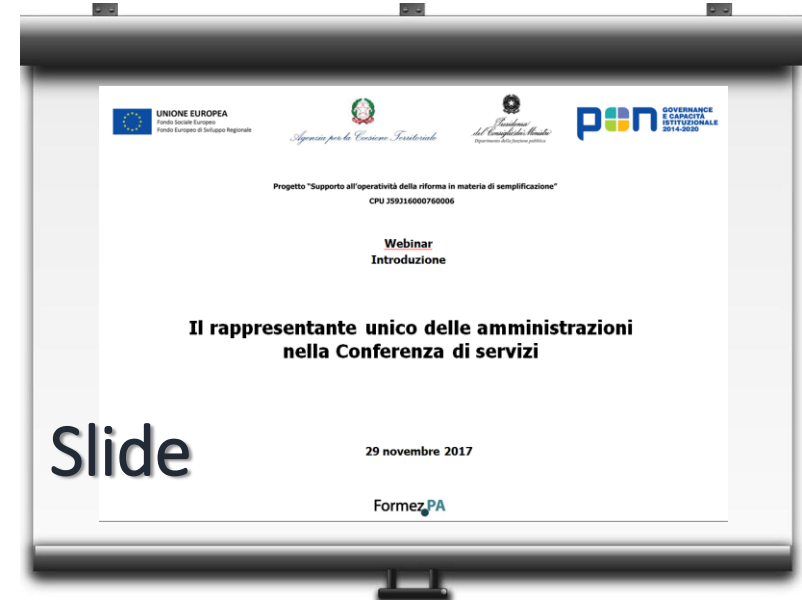 UNIONE EUROPEA
Fondo Sociale Europeo
Fondo Europeo di Sviluppo Regionale
Agenzia per la Coesione Territoriale
Presidenza
del Consiglio dei Ministri
Dipartimento della funzione pubblica
pon
GOVERNANCE
E CAPACITÀ
ISTITUZIONALE
2014-2020
Progetto "Supporto all'operatività della riforma in materia di semplificazione"
CPU J59J16000760006
Webinar
Introduzione
Il rappresentante unico delle amministrazioni
nella Conferenza di servizi
Slide
29 novembre 2017
Formez PA